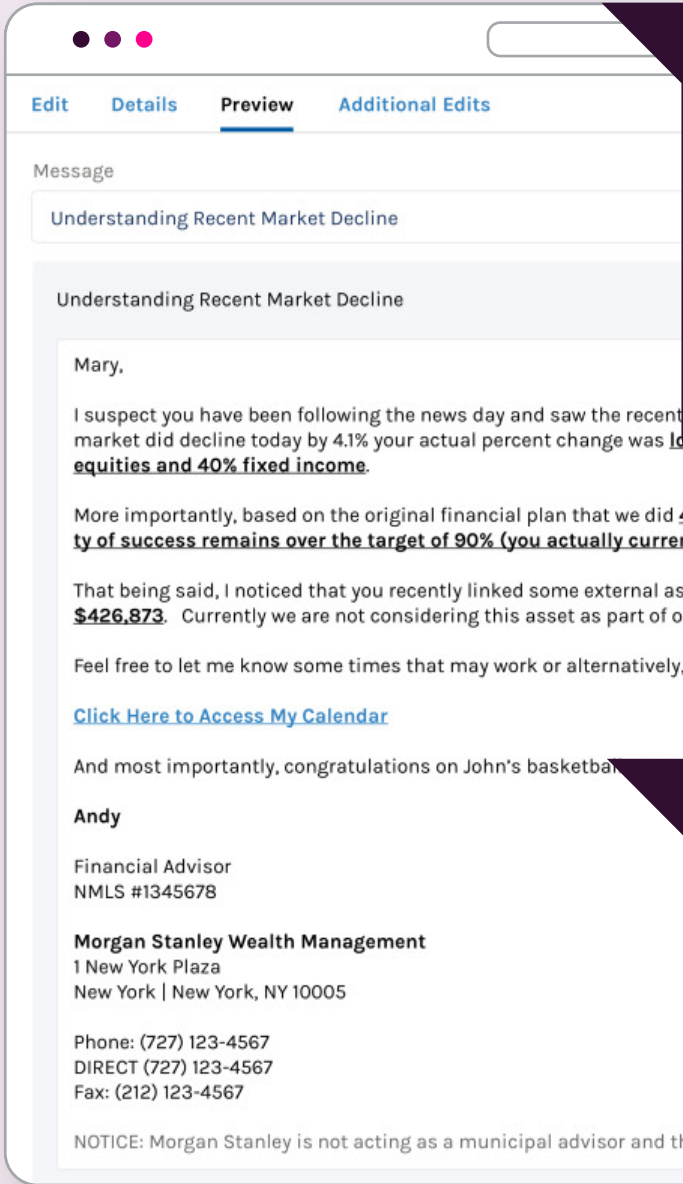 Edit Details Preview Additional Edits
Message
Understanding Recent Market Decline
Understanding Recent Market Decline
Mary,
I suspect you have been following the news day and saw the recent
market did decline today by 4.1% your actual percent change was
equities and 40% fixed income.
More importantly, based on the original financial plan that we did
ty of success remains over the target of 90% (you actually
That being said, I noticed that you recently linked some external
$426,873. Currently we are not considering this asset as part of
Feel free to let me know some times that may work or alternatively,
Click Here to Access My Calendar
And most importantly, congratulations on John's
Andy
Financial Advisor
NMLS #1345678
Morgan Stanley Wealth Management
1 New York Plaza
New York | New York, NY 10005
Phone: (727) 123-4567
DIRECT (727) 123-4567
Fax: (212) 123-4567
NOTICE: Morgan Stanley is not acting as a municipal advisor and